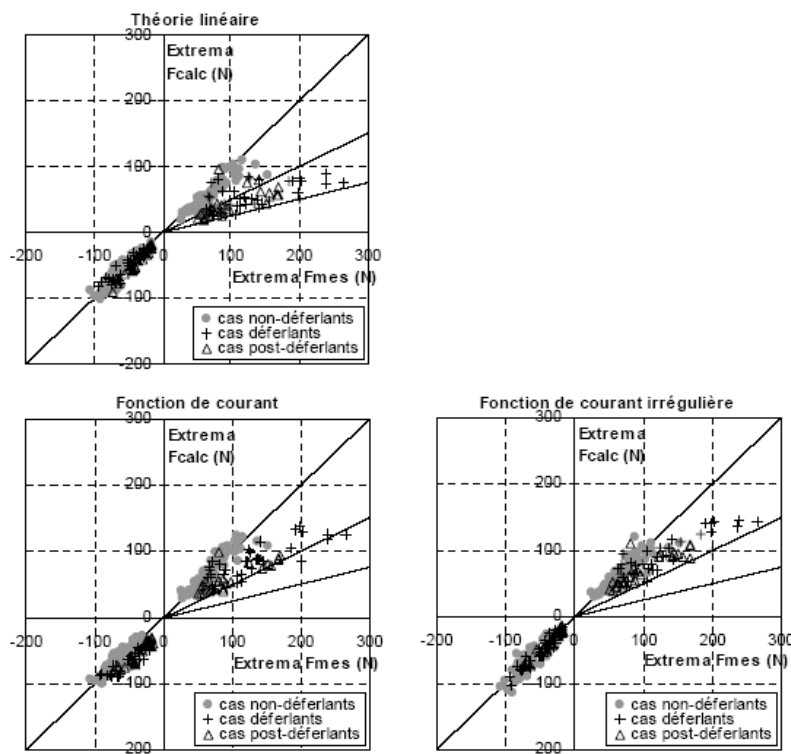 Théorie linéaire
300
Extrema
Fcalc (N)
200
100
0
-200 -100 0 100 200 300
Extrema Fmes (N)
-100
cas non-déferlants
cas déferlants
cas post-déferlants
-200
Fonction de courant
300
Extrema
Fcalc (N)
200
100
0
-200 -100 0 100 200 300
Extrema Fmes (N)
-100
cas non-déferlants
cas déferlants
cas post-déferlants
-200
Fonction de courant irrégulière
300
Extrema
Fcalc (N)
200
100
0
-200 -100 0 100 200 300
Extrema Fmes (N)
-100
cas non-déferlants
cas déferlants
cas post-déferlants
-200